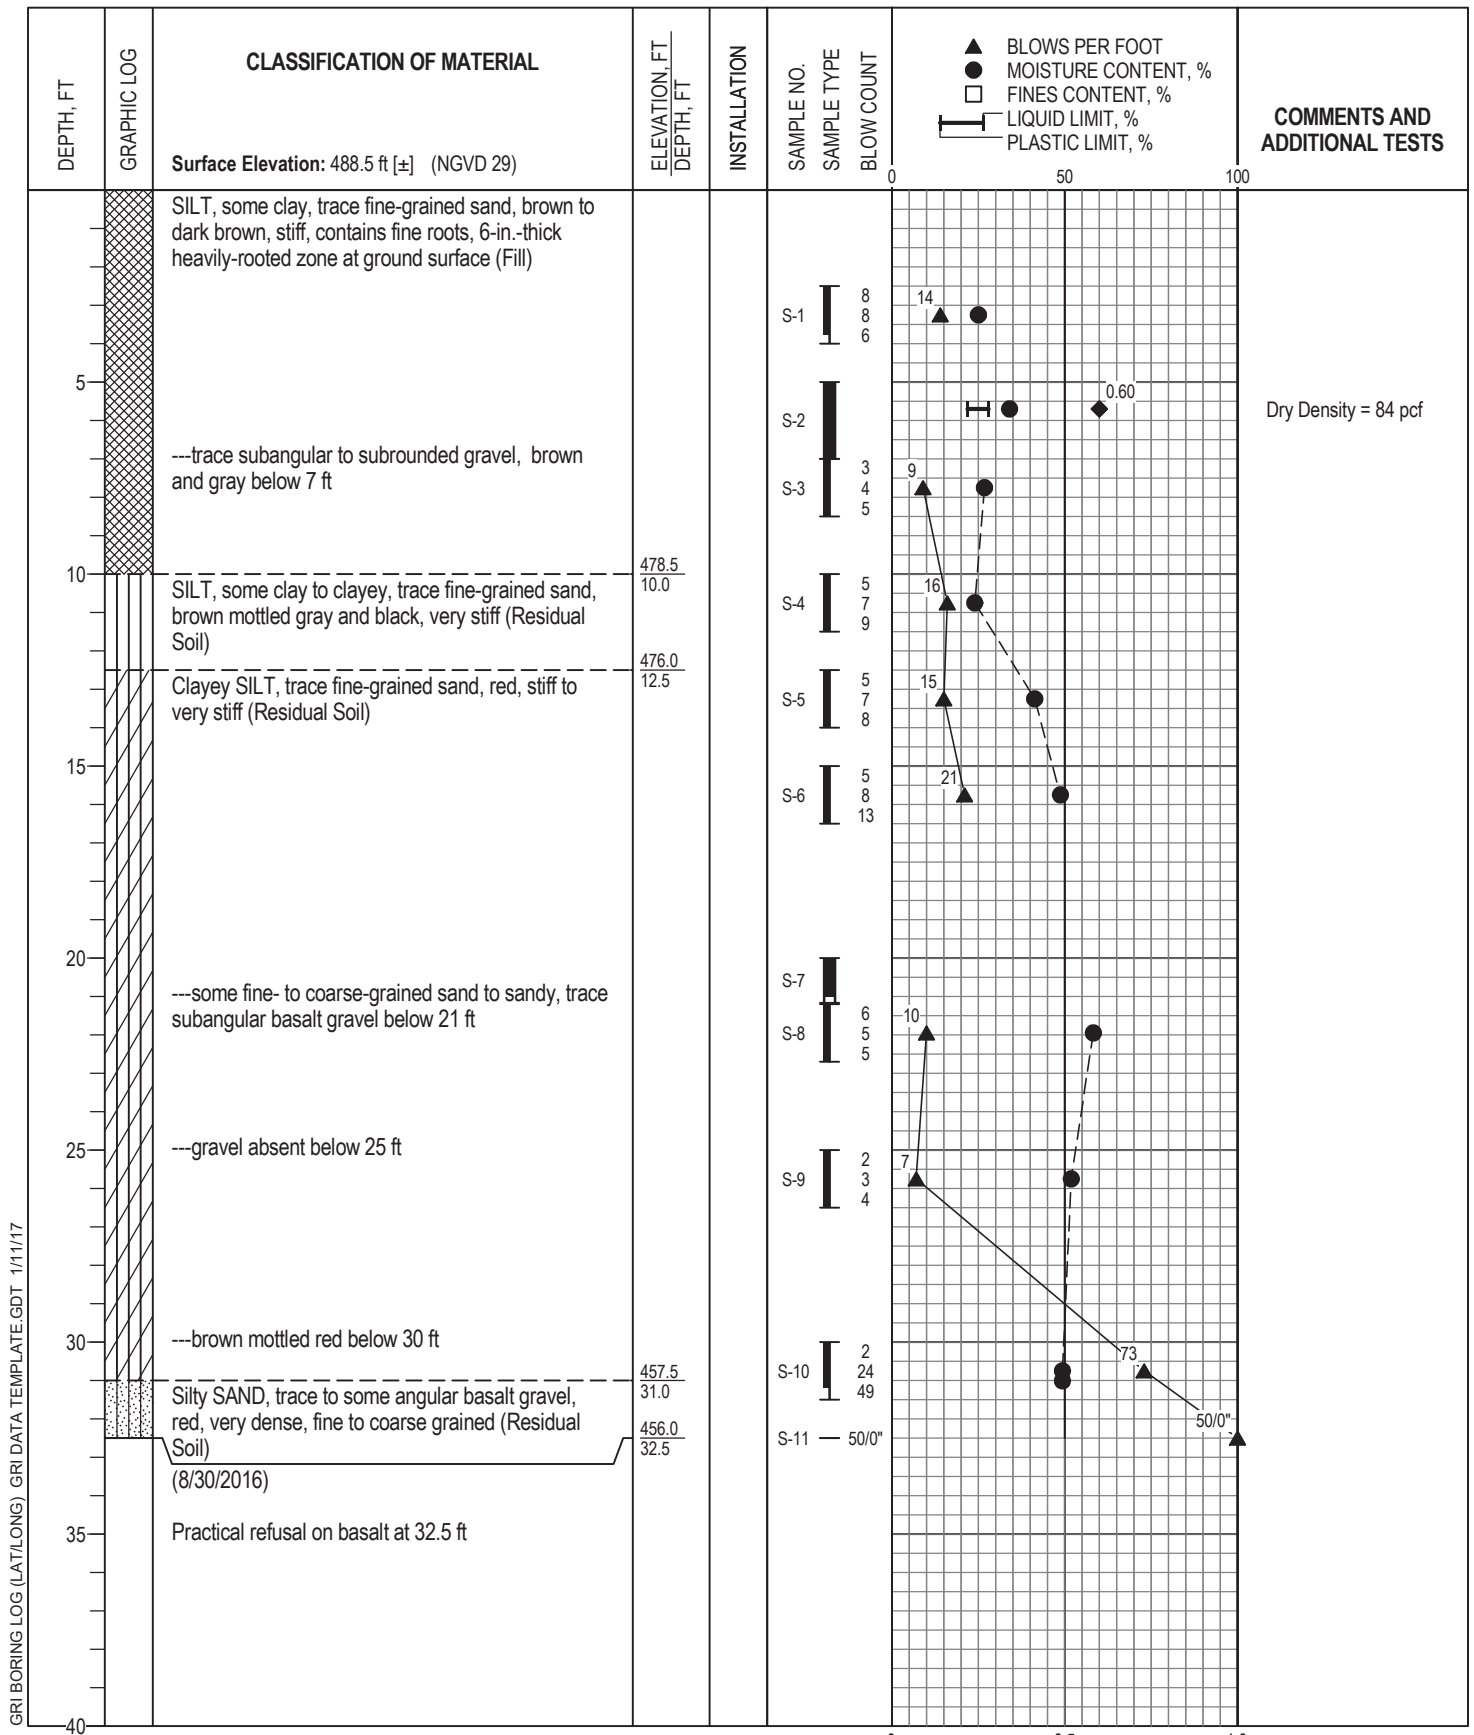 DEPTH, FT
GRAPHIC LOG
CLASSIFICATION OF MATERIAL
Surface Elevation: 488.5 ft [±] (NGVD 29)
ELEVATION, FT
DEPTH, FT
INSTALLATION
SAMPLE NO.
SAMPLE TYPE
BLOW COUNT
▲ BLOWS PER FOOT
● MOISTURE CONTENT, %
□ FINES CONTENT, %
LIQUID LIMIT, %
PLASTIC LIMIT, %
0 50 100
COMMENTS AND
ADDITIONAL TESTS
SILT, some clay, trace fine-grained sand, brown to
dark brown, stiff, contains fine roots, 6-in.-thick
heavily-rooted zone at ground surface (Fill)
S-1
8
8
6
14
5
S-2
0.60
Dry Density = 84 pcf
---trace subangular to subrounded gravel, brown
and gray below 7 ft
S-3
3
4
5
9
10
478.5
10.0
SILT, some clay to clayey, trace fine-grained sand,
brown mottled gray and black, very stiff (Residual
Soil)
S-4
5
7
9
16
476.0
12.5
Clayey SILT, trace fine-grained sand, red, stiff to
very stiff (Residual Soil)
S-5
5
7
8
15
15
S-6
5
8
13
21
20
S-7
---some fine- to coarse-grained sand to sandy, trace
subangular basalt gravel below 21 ft
S-8
6
5
5
10
25
---gravel absent below 25 ft
S-9
2
3
4
7
30
---brown mottled red below 30 ft
S-10
2
24
49
73
457.5
31.0
Silty SAND, trace to some angular basalt gravel,
red, very dense, fine to coarse grained (Residual
Soil)
456.0
32.5
S-11
50/0"
50/0"
(8/30/2016)
35
Practical refusal on basalt at 32.5 ft
40
GRI BORING LOG (LAT/LONG) GRI DATA TEMPLATE.GDT 1/11/17